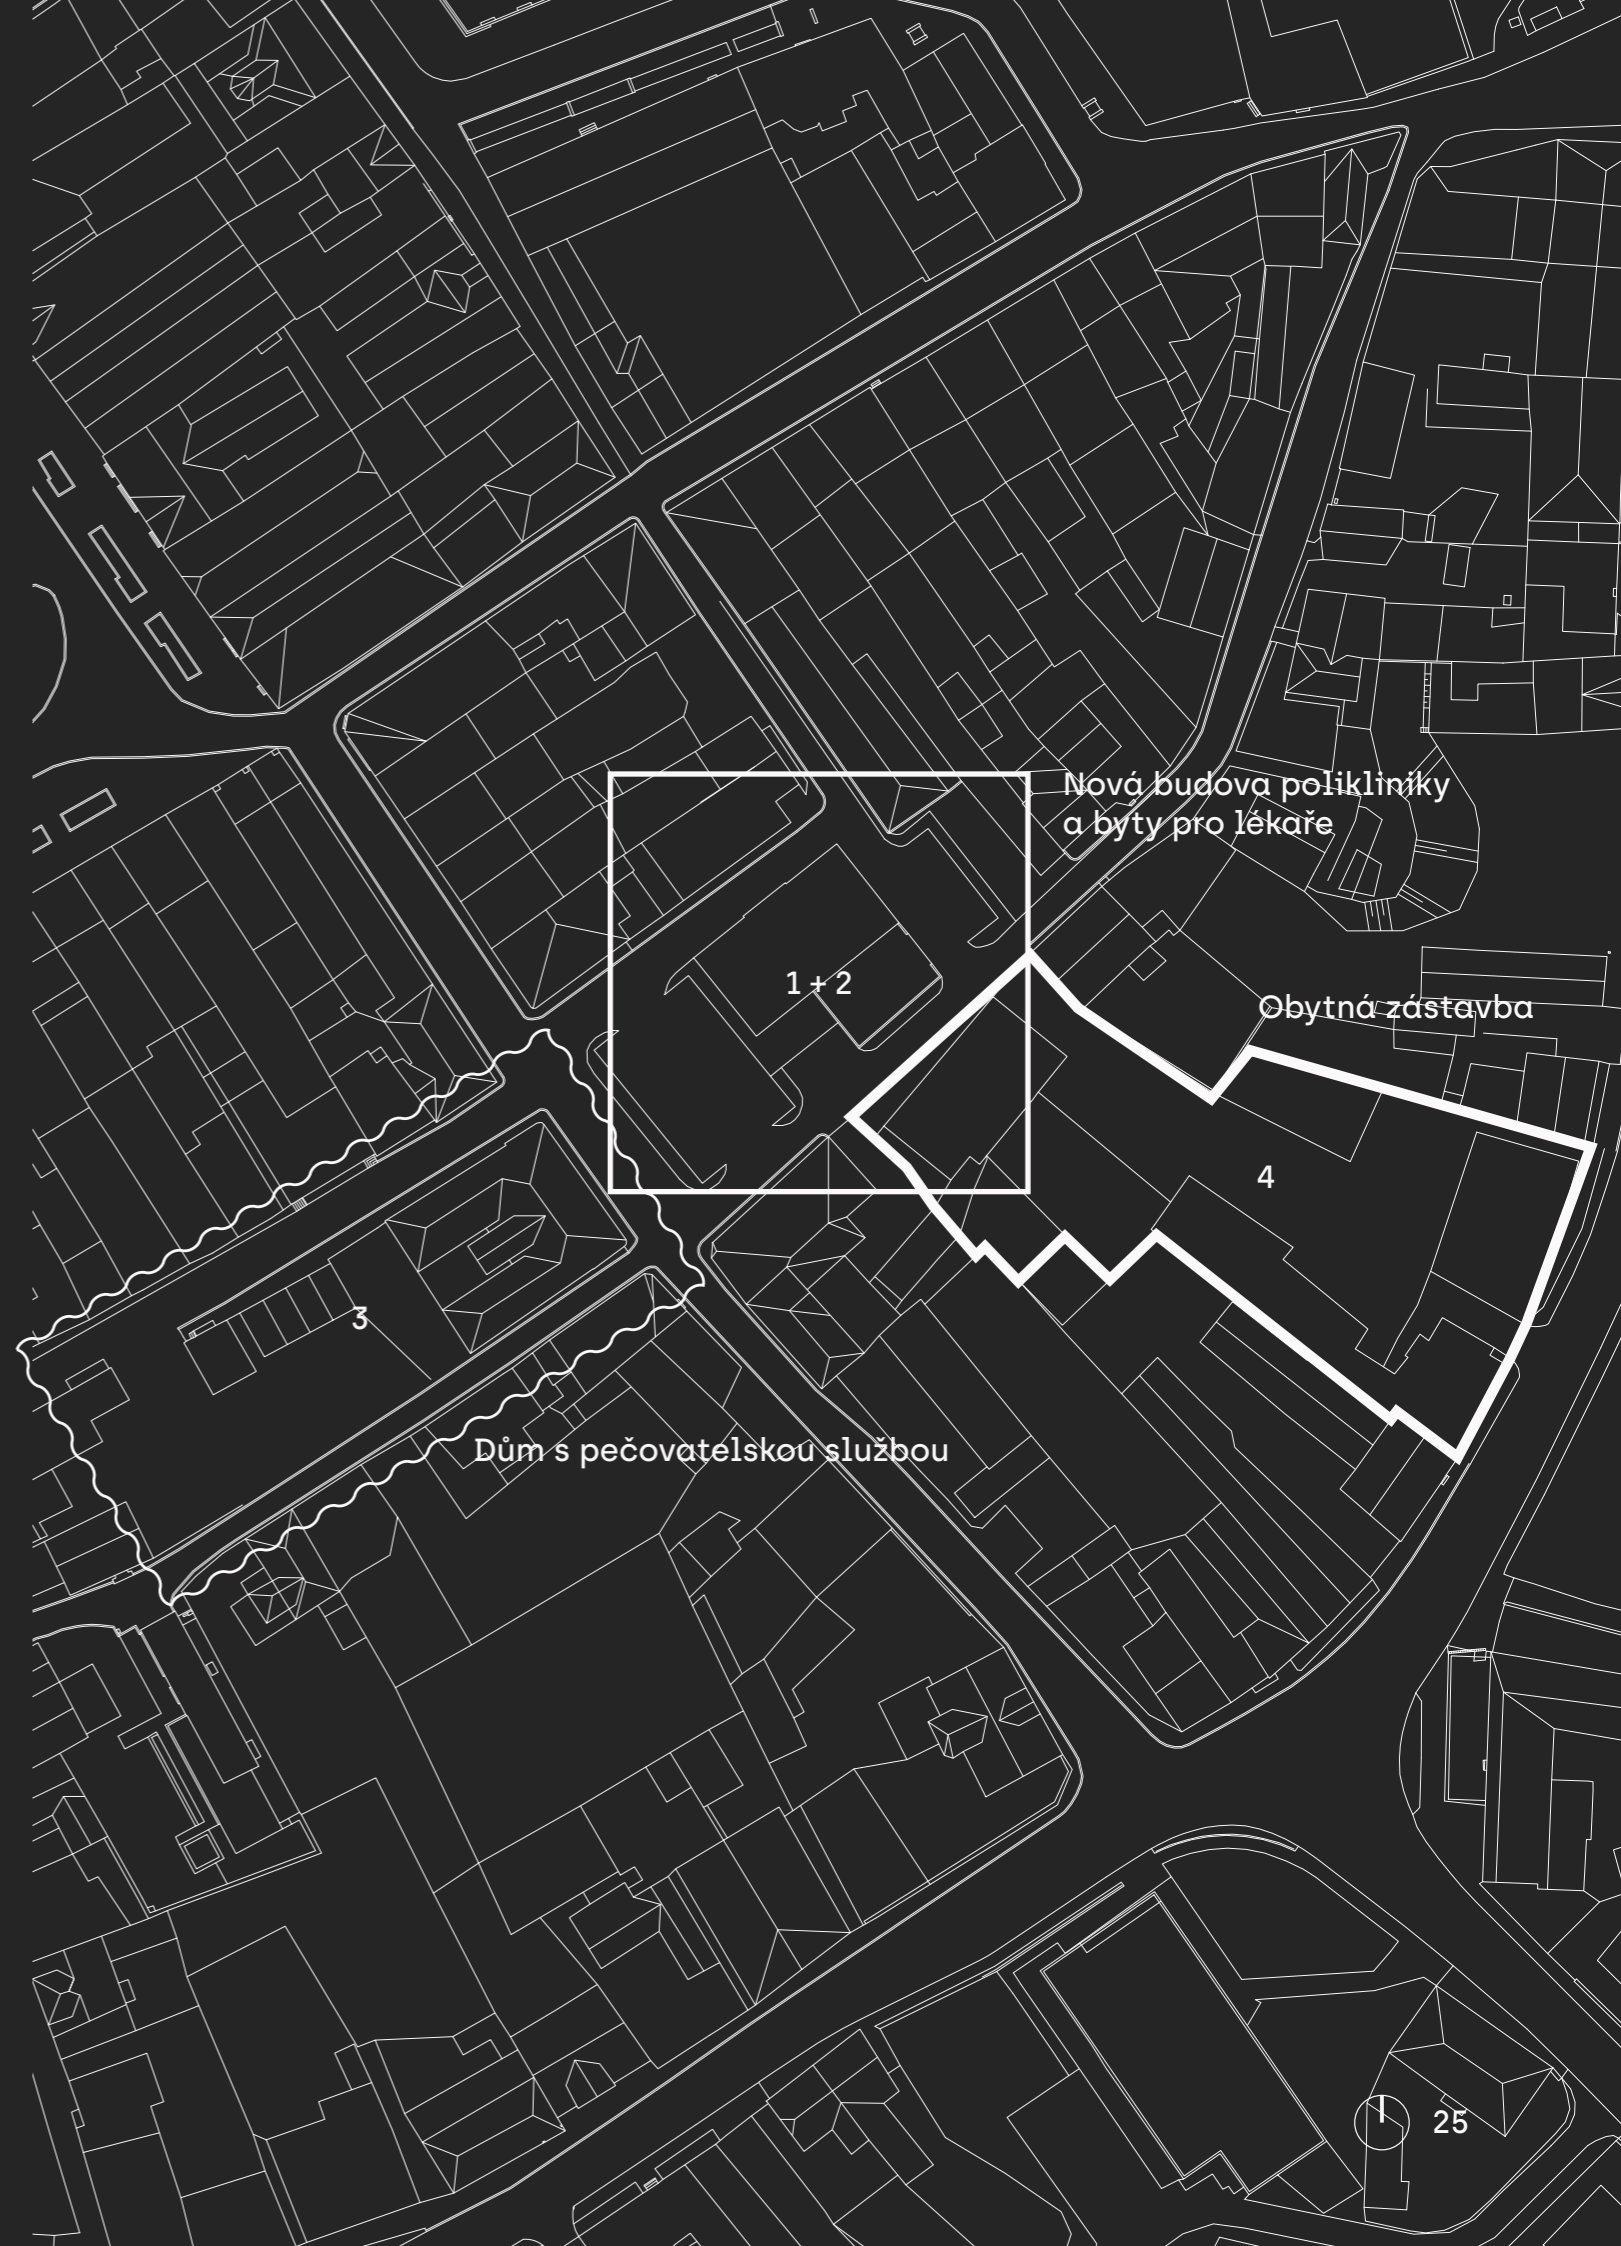 Nová budova polikliniky
a byty pro lékaře
1 + 2
Obytná zástavba
4
3
Dům s pečovatelskou službou
25